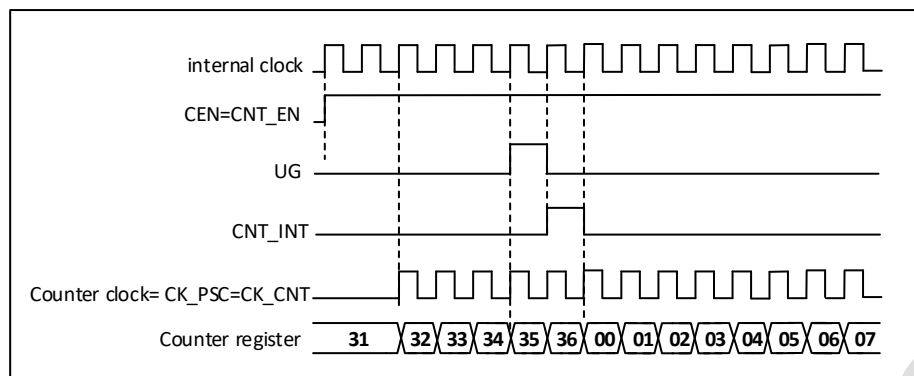 internal clock
CEN=CNT_EN
UG
CNT_INT
Counter clock= CK_PSC=CK_CNT
Counter register 31 32 33 34 35 36 00 01 02 03 04 05 06 07